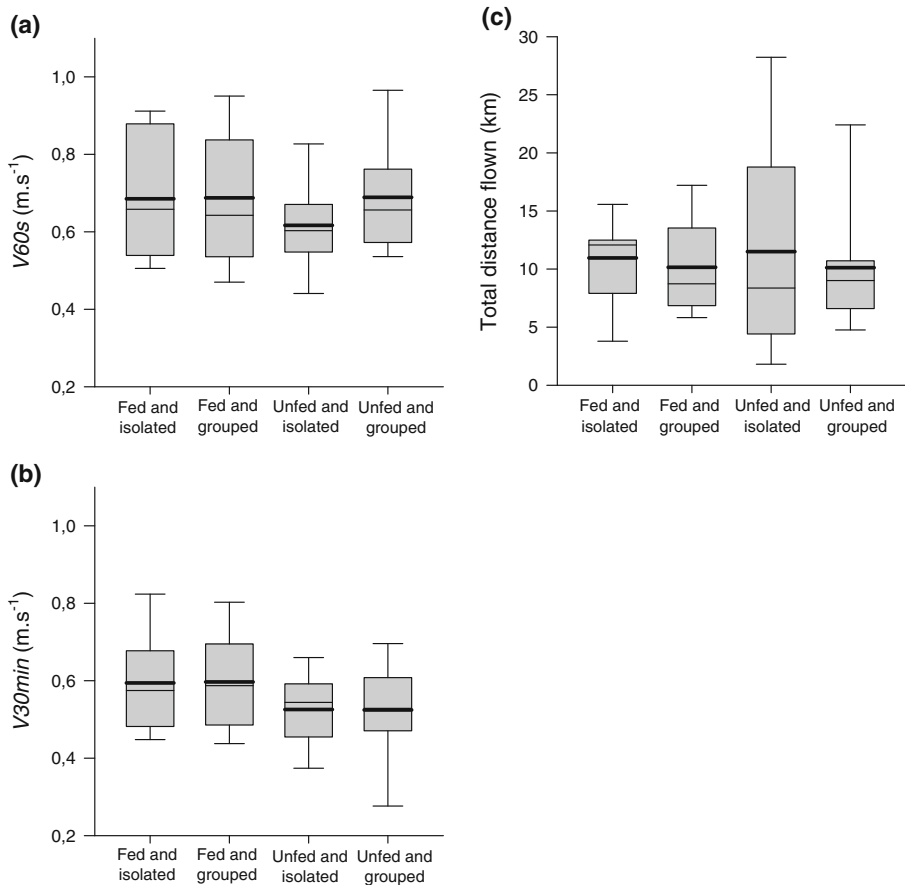 (a)
1,0
0,8
0,6
0,4
0,2
V60s (m.s-1)
Fed and isolated
Fed and grouped
Unfed and isolated
Unfed and grouped
(c)
30
25
20
15
10
5
0
Total distance flown (km)
Fed and isolated
Fed and grouped
Unfed and isolated
Unfed and grouped
(b)
1,0
0,8
0,6
0,4
0,2
V30min (m.s-1)
Fed and isolated
Fed and grouped
Unfed and isolated
Unfed and grouped